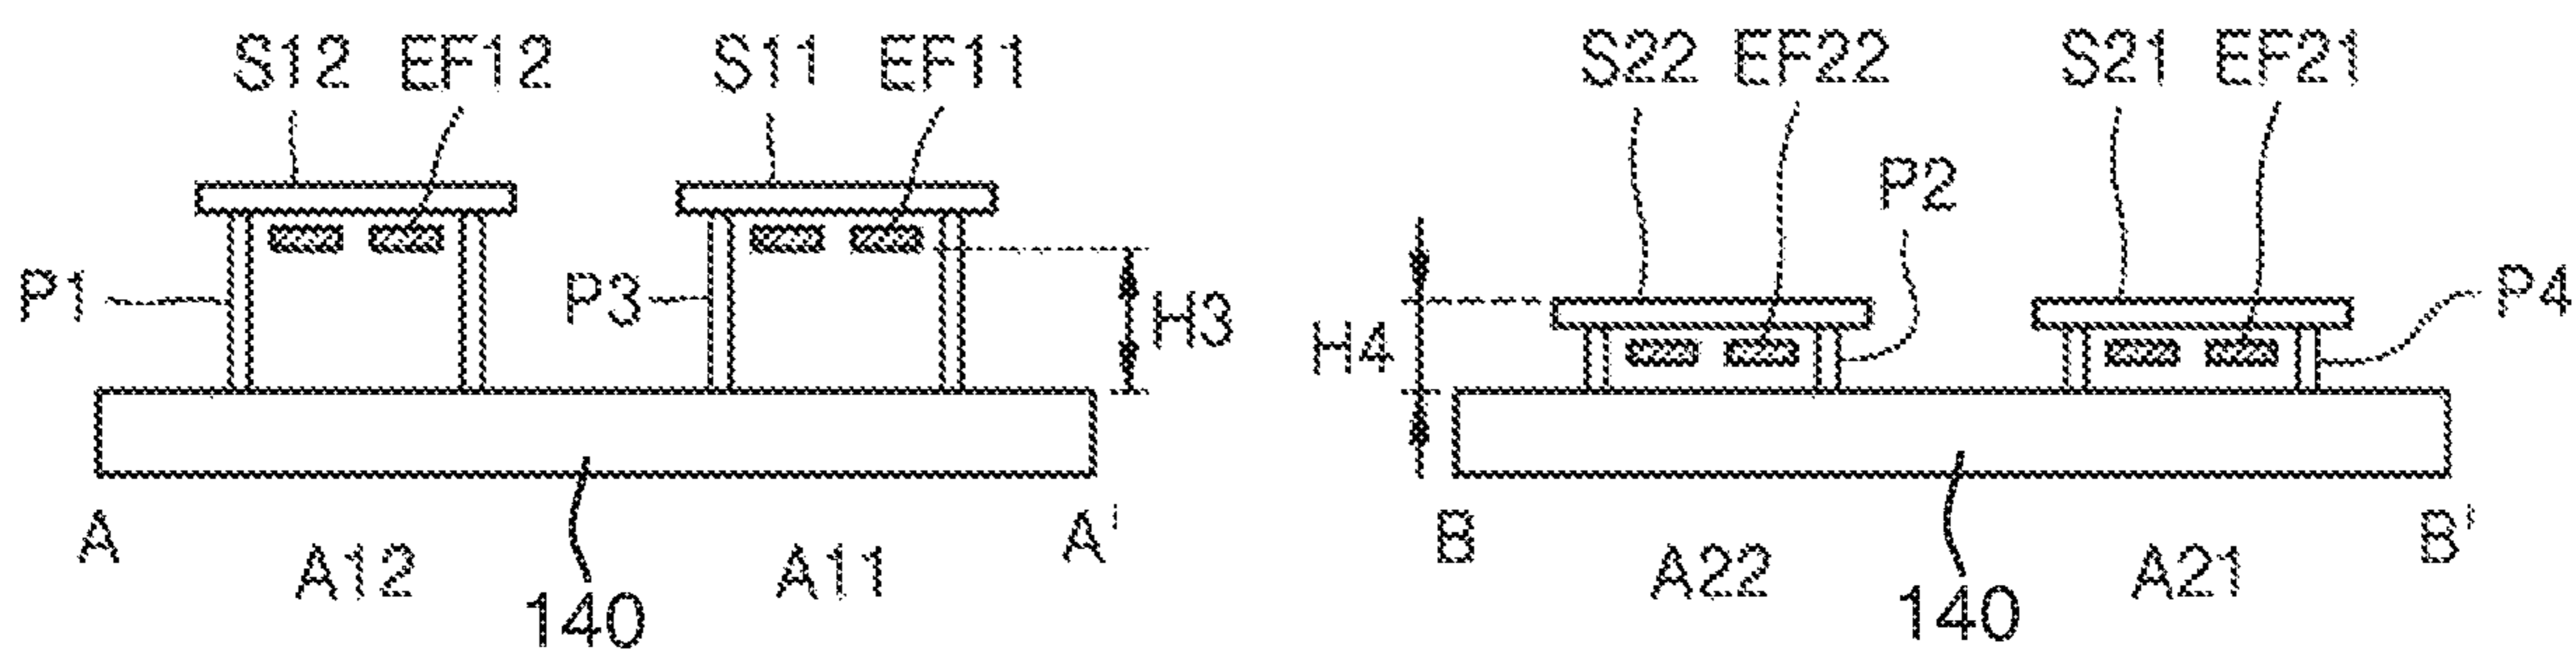 S12 EF12 S11 EF11 S22 EF22 S21 EF21
P2
P1 P3 H3 H4 P4
A A' B B'
A12 A11 A22 A21
140 140